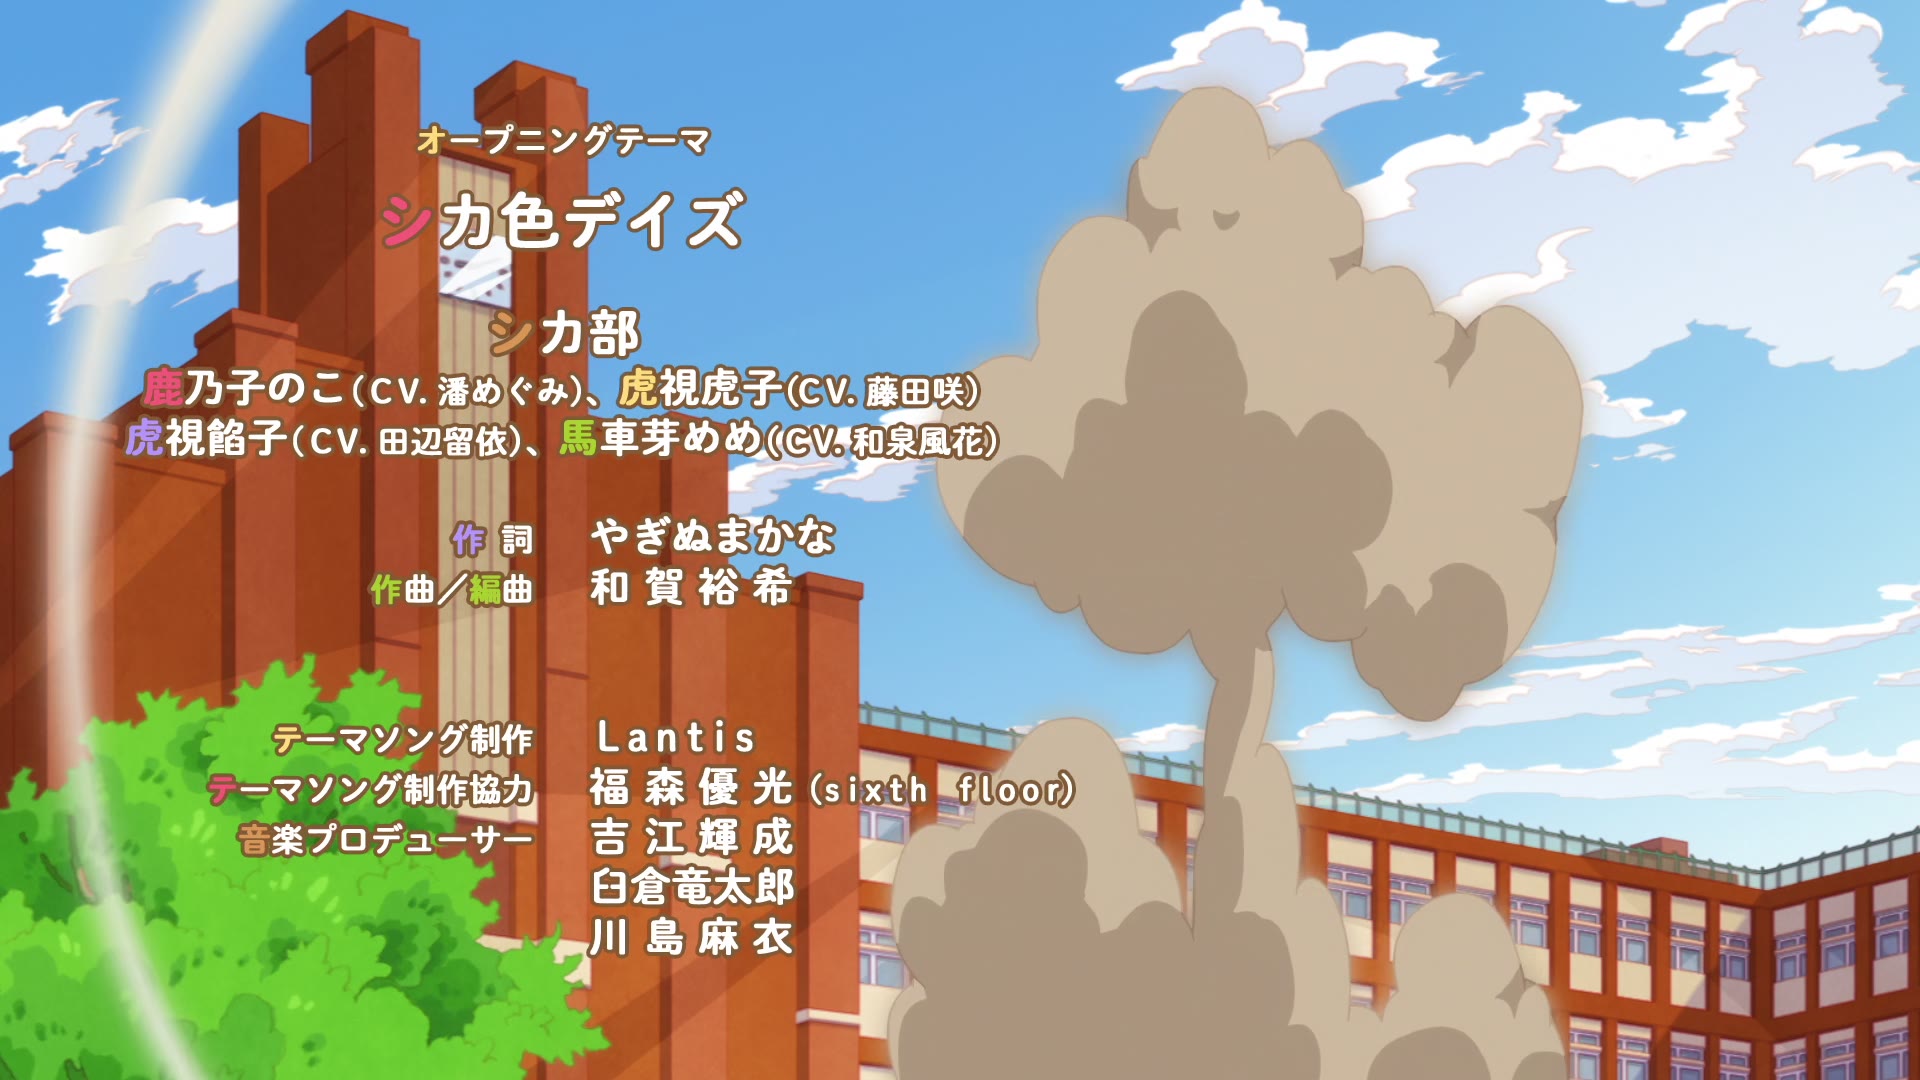 オープニングテーマ
シカ色デイズ
シカ部
鹿乃子のこ(CV. 潘めぐみ)、虎視虎子(CV. 藤田咲)
虎視餡子(CV. 田辺留依)、馬車芽めめ(CV. 和泉風花)
作詞 やぎぬまかな
作曲／編曲 和賀裕希
テーマソング制作 Lantis
テーマソング制作協力 福森優光(sixth floor)
音楽プロデューサー 吉江輝成
臼倉竜太郎
川島麻衣